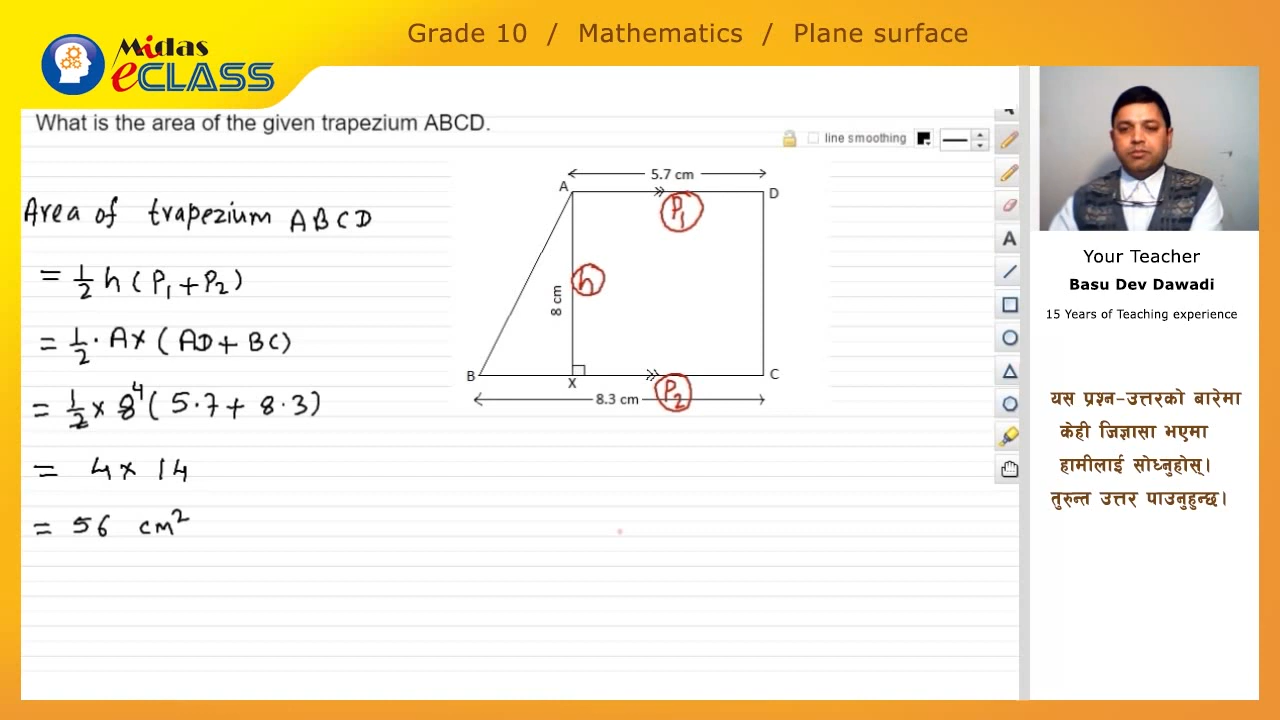 Grade 10 / Mathematics / Plane surface
Midas
eCLASS
What is the area of the given trapezium ABCD.
line smoothing
Area of trapezium ABCD
= 1/2 h (P1 + P2)
= 1/2 · AX (AD + BC)
= 1/2 × 8 4 (5.7 + 8.3)
= 4 × 14
= 56 cm²
5.7 cm
A
D
P1
h
8 cm
B
X
C
P2
8.3 cm
A
Your Teacher
Basu Dev Dawadi
15 Years of Teaching experience
यस प्रश्न-उत्तरको बारेमा
केही जिज्ञासा भएमा
हामीलाई सोध्नुहोस्।
तुरुन्त उत्तर पाउनुहुन्छ।